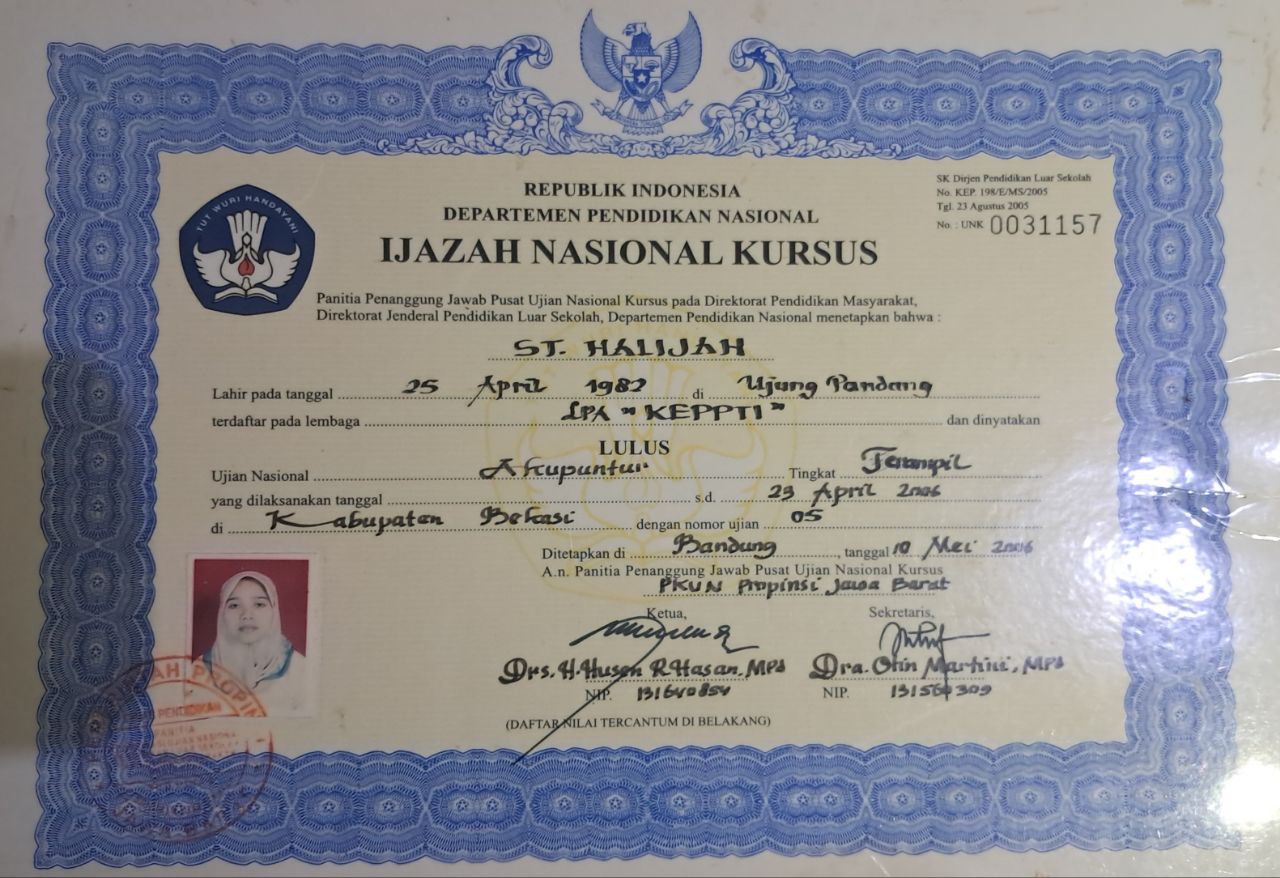 REPUBLIK INDONESIA
DEPARTEMEN PENDIDIKAN NASIONAL
IJAZAH NASIONAL KURSUS
SK Dirjen Pendidikan Luar Sekolah
No. KEP. 198/E/MS/2005
Tgl. 23 Agustus 2005
No. : UNK 0031157
TUT WURI HANDAYANI
Panitia Penanggung Jawab Pusat Ujian Nasional Kursus pada Direktorat Pendidikan Masyarakat,
Direktorat Jenderal Pendidikan Luar Sekolah, Departemen Pendidikan Nasional menetapkan bahwa :
ST. HALIJAH
Lahir pada tanggal 25 April 1982 di Ujung Pandang
terdaftar pada lembaga LPA "KEPPTI" dan dinyatakan
LULUS
Ujian Nasional Akupuntur Tingkat Terampil
yang dilaksanakan tanggal s.d. 23 April 2006
di Kabupaten Bekasi dengan nomor ujian 05
Ditetapkan di Bandung, tanggal 10 Mei 2006
A.n. Panitia Penanggung Jawab Pusat Ujian Nasional Kursus
PKUN Propinsi Jawa Barat
Ketua, Sekretaris,
Drs. H. Husen R. Hasan, MPd Dra. Otin Martini, MPd
NIP. 131640854 NIP. 131564309
(DAFTAR NILAI TERCANTUM DI BELAKANG)
PENDIDIKAN
PANITIA